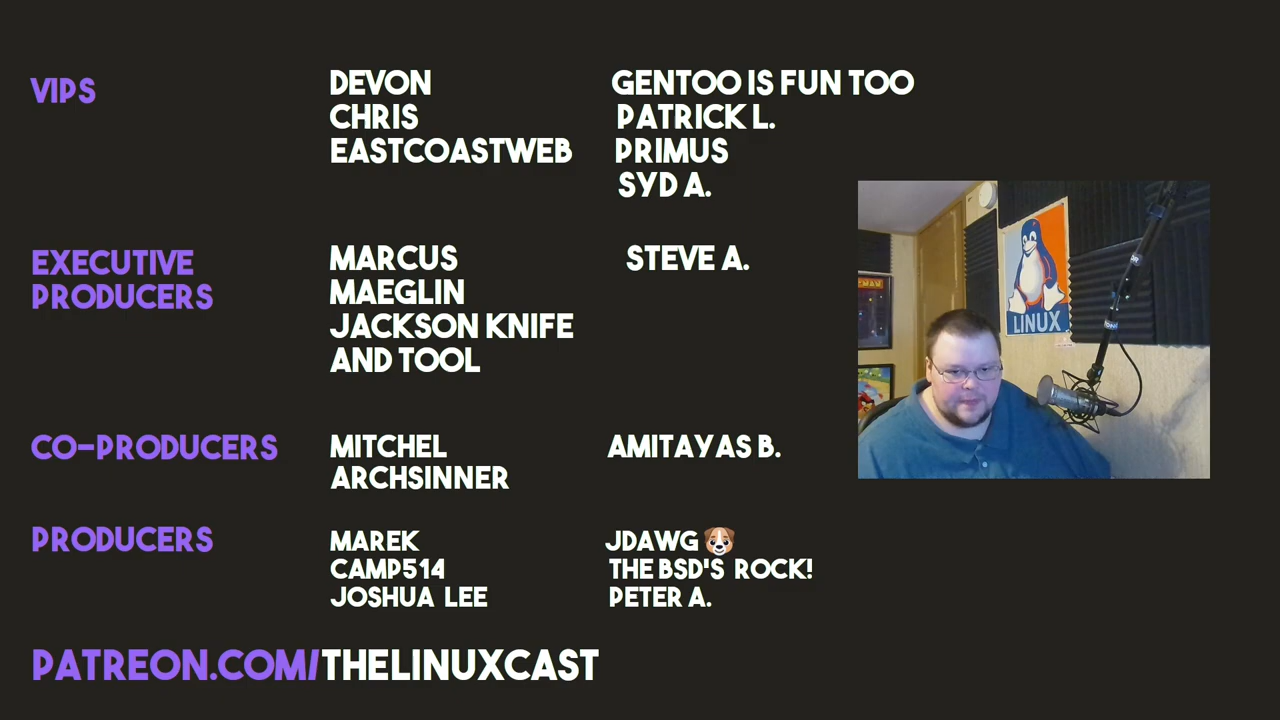 VIPS
DEVON
CHRIS
EASTCOASTWEB
GENTOO IS FUN TOO
PATRICK L.
PRIMUS
SYD A.
EXECUTIVE
PRODUCERS
MARCUS
MAEGLIN
JACKSON KNIFE
AND TOOL
STEVE A.
CO-PRODUCERS
MITCHEL
ARCHSINNER
AMITAYAS B.
PRODUCERS
MAREK
CAMP514
JOSHUA LEE
JDAWG🐶
THE BSD'S ROCK!
PETER A.
PATREON.COM/THELINUXCAST
LINUX